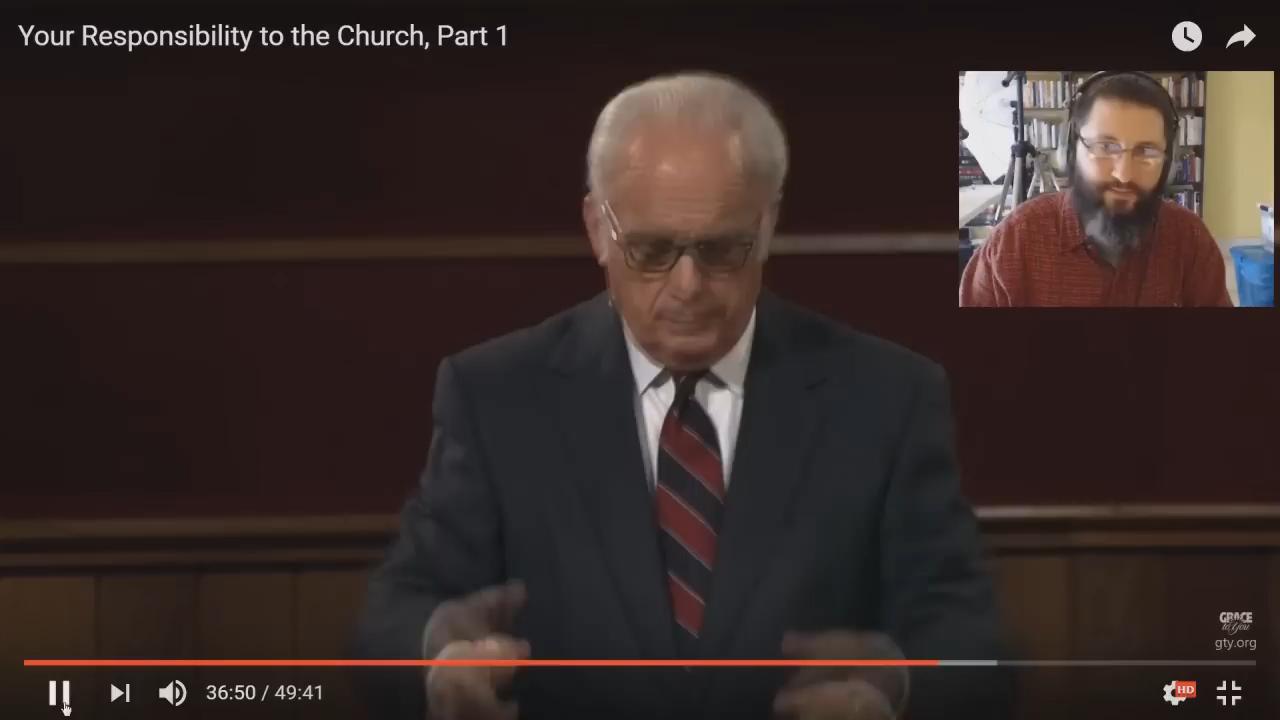 Your Responsibility to the Church, Part 1
GRACE
to You
gty.org
36:50 / 49:41
HD